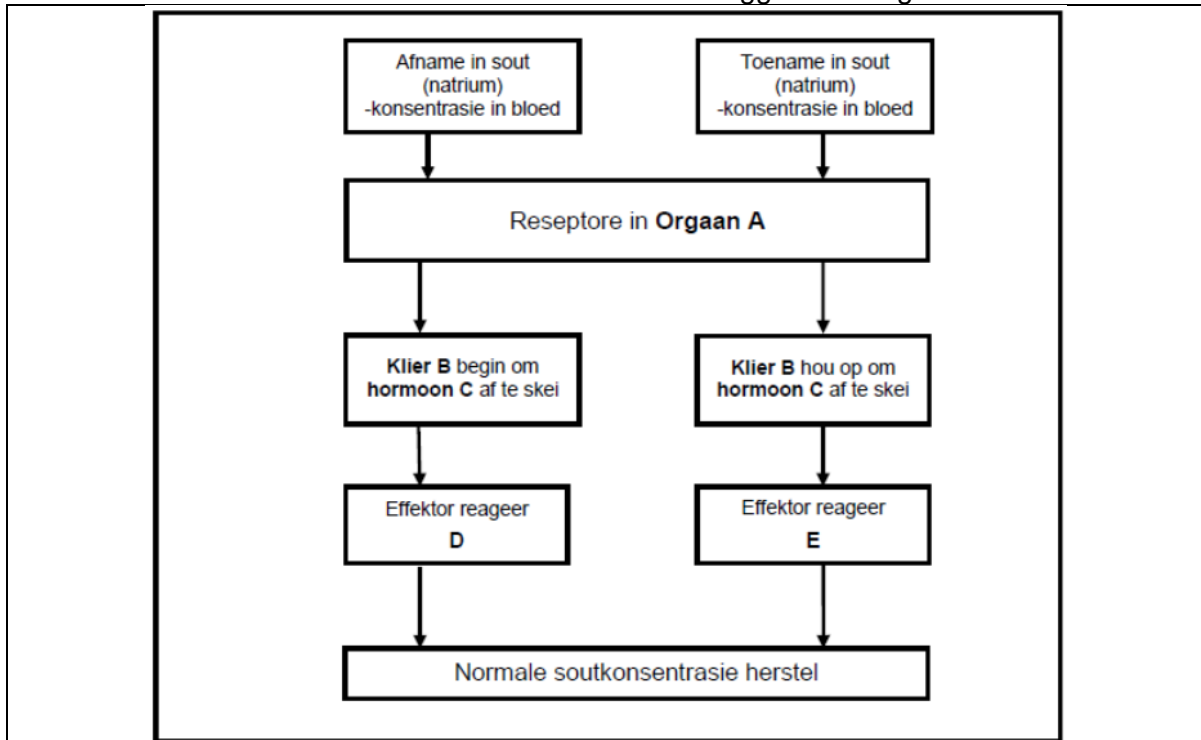 Afname in sout
(natrium)
-konsentrasie in bloed
Toename in sout
(natrium)
-konsentrasie in bloed
Reseptore in Orgaan A
Klier B begin om
hormoon C af te skei
Klier B hou op om
hormoon C af te skei
Effektor reageer
D
Effektor reageer
E
Normale soutkonsentrasie herstel